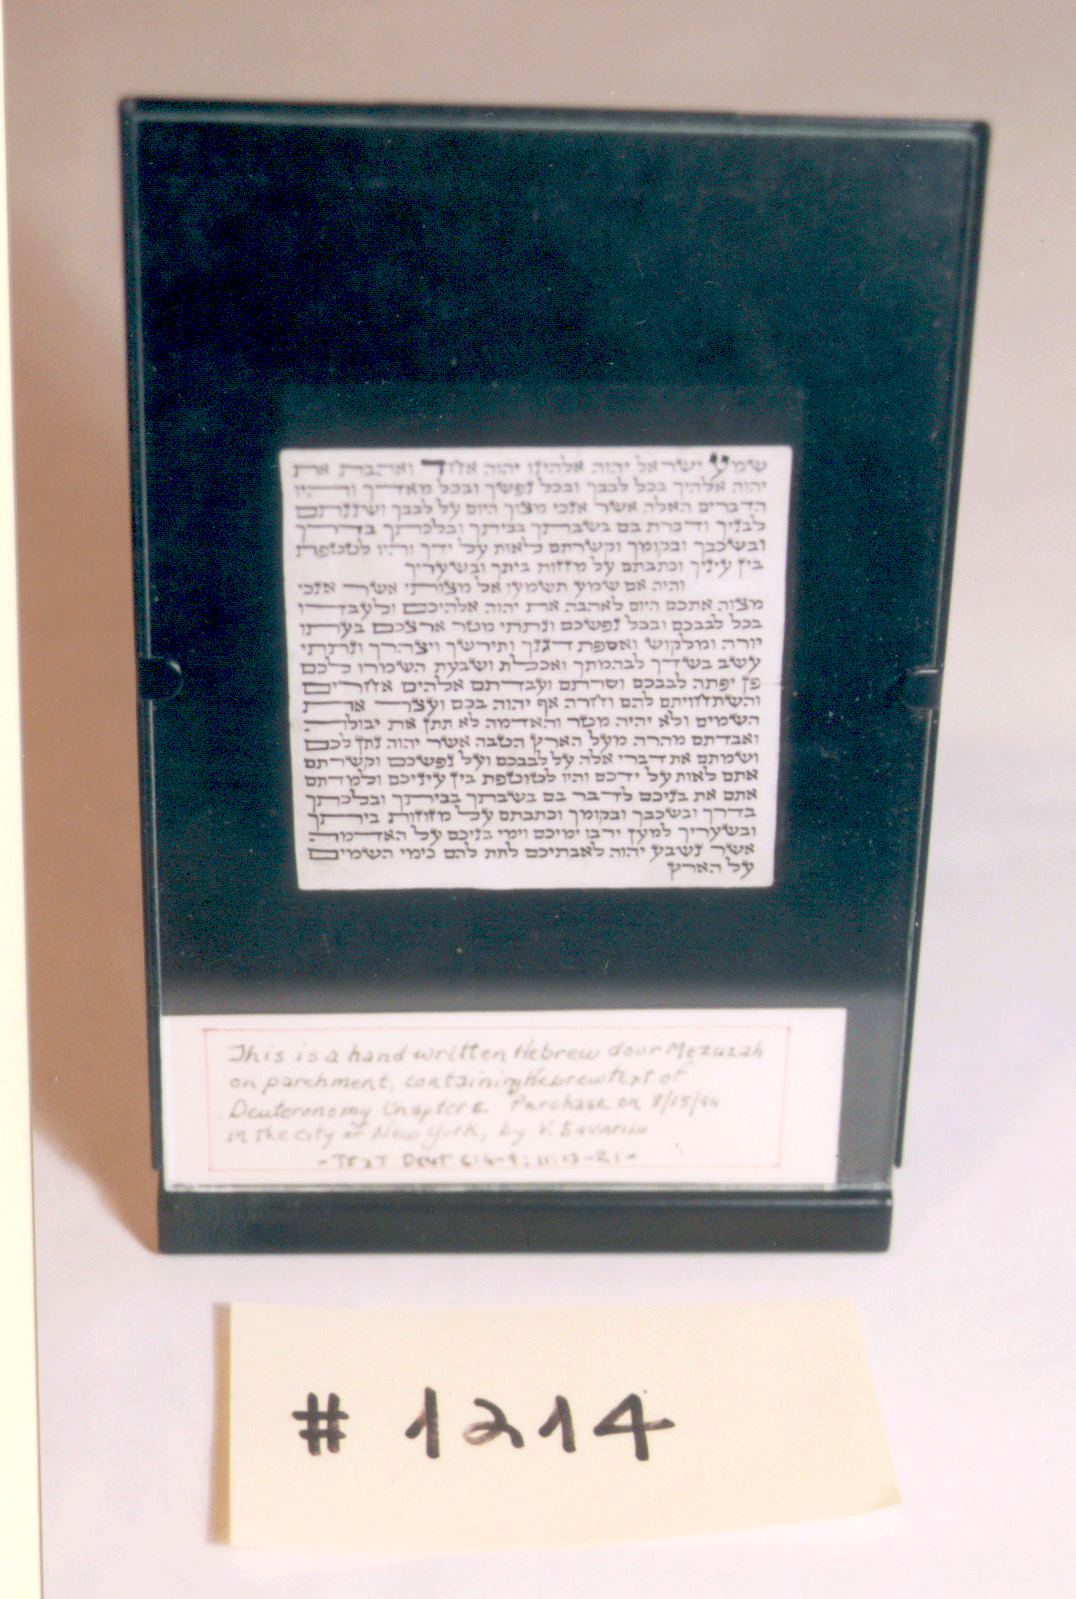 שמע ישראל יהוה אלהינו יהוה אחד ואהבת את
יהוה אלהיך בכל לבבך ובכל נפשך ובכל מאדך והיו
הדברים האלה אשר אנכי מצוך היום על לבבך ושננתם
לבניך ודברת בם בשבתך בביתך ובלכתך בדרך
ובשכבך ובקומך וקשרתם לאות על ידך והיו לטטפת
בין עיניך וכתבתם על מזזות ביתך ובשעריך
והיה אם שמע תשמעו אל מצותי אשר אנכי
מצוה אתכם היום לאהבה את יהוה אלהיכם ולעבדו
בכל לבבכם ובכל נפשכם ונתתי מטר ארצכם בעתו
יורה ומלקוש ואספת דגנך ותירשך ויצהרך ונתתי
עשב בשדך לבהמתך ואכלת ושבעת השמרו לכם
פן יפתה לבבכם וסרתם ועבדתם אלהים אחרים
והשתחויתם להם וחרה אף יהוה בכם ועצר את
השמים ולא יהיה מטר והאדמה לא תתן את יבולה
ואבדתם מהרה מעל הארץ הטבה אשר יהוה נתן לכם
ושמתם את דברי אלה על לבבכם ועל נפשכם וקשרתם
אתם לאות על ידכם והיו לטוטפת בין עיניכם ולמדתם
אתם את בניכם לדבר בם בשבתך בביתך ובלכתך
בדרך ובשכבך ובקומך וכתבתם על מזוזות ביתך
ובשעריך למען ירבו ימיכם וימי בניכם על האדמה
אשר נשבע יהוה לאבתיכם לתת להם כימי השמים
על הארץ
This is a hand written Hebrew door Mezuzah
on parchment, containing Hebrew text of
Deuteronomy Chapter 6. Purchase on 8/15/84
in the city of New York, by V.
- TEXT Deut 6:4-9; 11:13-21 -
# 1214